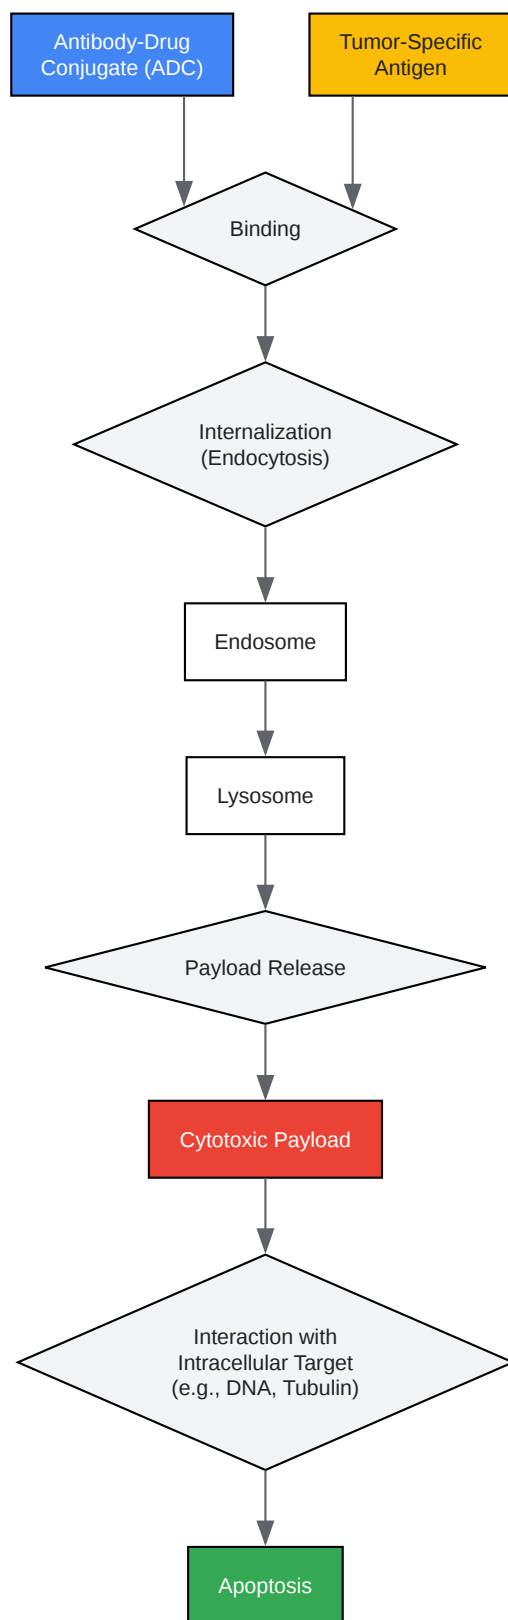 Antibody-Drug
Conjugate (ADC)
Tumor-Specific
Antigen
Binding
Internalization
(Endocytosis)
Endosome
Lysosome
Payload Release
Cytotoxic Payload
Interaction with
Intracellular Target
(e.g., DNA, Tubulin)
Apoptosis